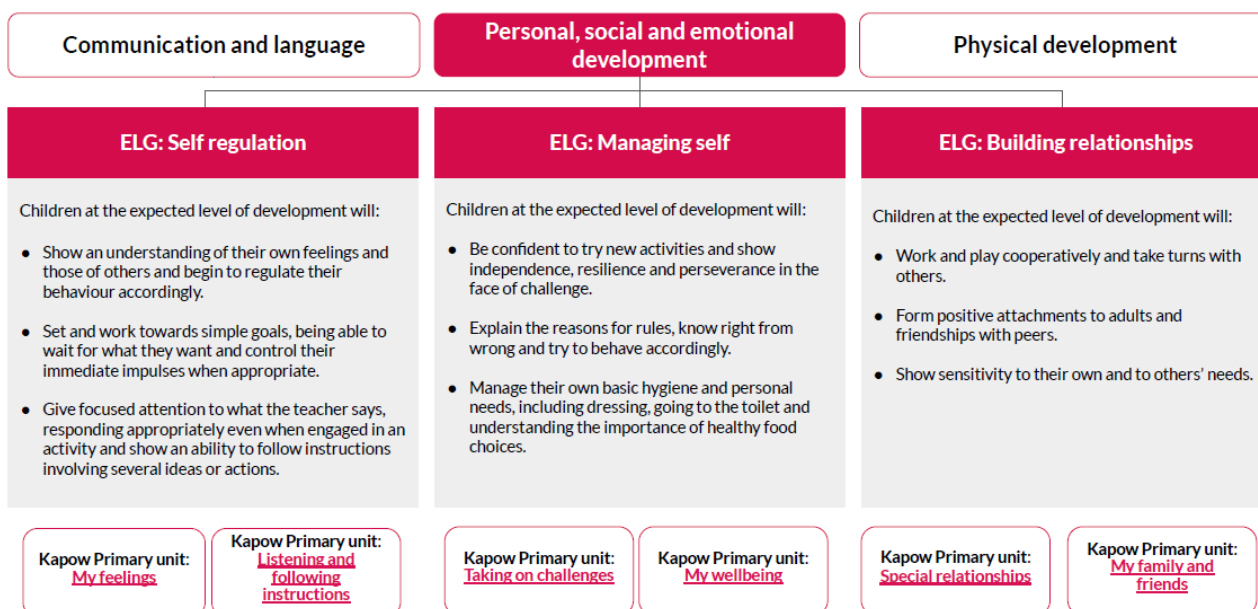 Communication and language
Personal, social and emotional
development
Physical development
ELG: Self regulation
Children at the expected level of development will:
● Show an understanding of their own feelings and
those of others and begin to regulate their
behaviour accordingly.
● Set and work towards simple goals, being able to
wait for what they want and control their
immediate impulses when appropriate.
● Give focused attention to what the teacher says,
responding appropriately even when engaged in an
activity and show an ability to follow instructions
involving several ideas or actions.
Kapow Primary unit:
My feelings
Kapow Primary unit:
Listening and
following
instructions
ELG: Managing self
Children at the expected level of development will:
● Be confident to try new activities and show
independence, resilience and perseverance in the
face of challenge.
● Explain the reasons for rules, know right from
wrong and try to behave accordingly.
● Manage their own basic hygiene and personal
needs, including dressing, going to the toilet and
understanding the importance of healthy food
choices.
Kapow Primary unit:
Taking on challenges
Kapow Primary unit:
My wellbeing
ELG: Building relationships
Children at the expected level of development will:
● Work and play cooperatively and take turns with
others.
● Form positive attachments to adults and
friendships with peers.
● Show sensitivity to their own and to others’ needs.
Kapow Primary unit:
Special relationships
Kapow Primary unit:
My family and
friends